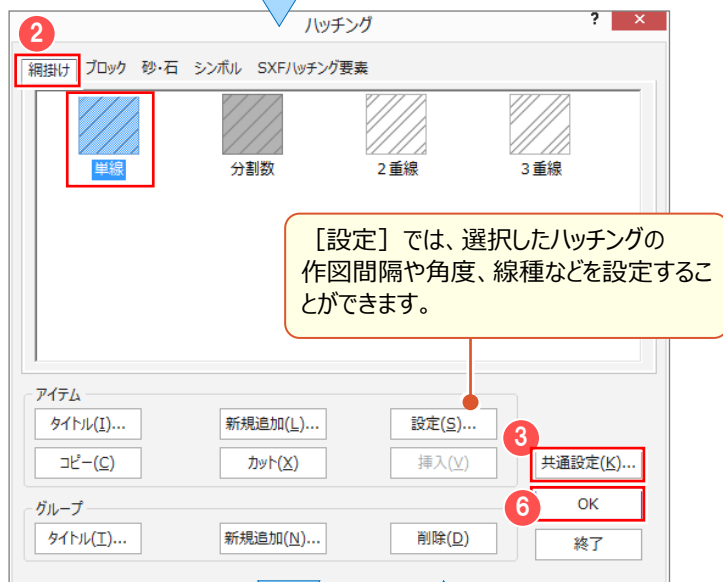 ハッチング
?
×
2
網掛け ブロック 砂・石 シンボル SXFハッチング要素
単線 分割数 2重線 3重線
[設定]では、選択したハッチングの
作図間隔や角度、線種などを設定するこ
とができます。
アイテム
タイトル(I)... 新規追加(L)... 設定(S)...
3
コピー(C) カット(X) 挿入(V) 共通設定(K)...
グループ
6
OK
タイトル(T)... 新規追加(N)... 削除(D) 終了